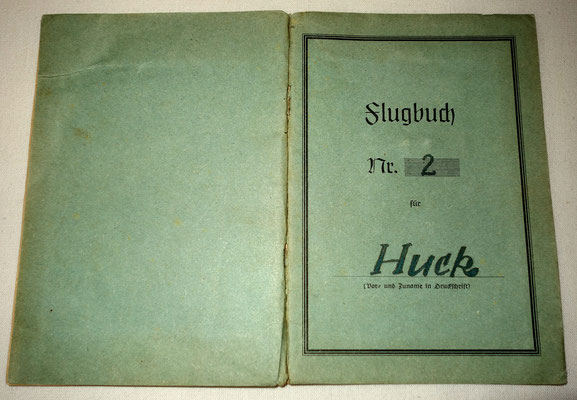 Flugbuch
Nr. 2
für
Huck
(Vor- und Zuname in Druckschrift)